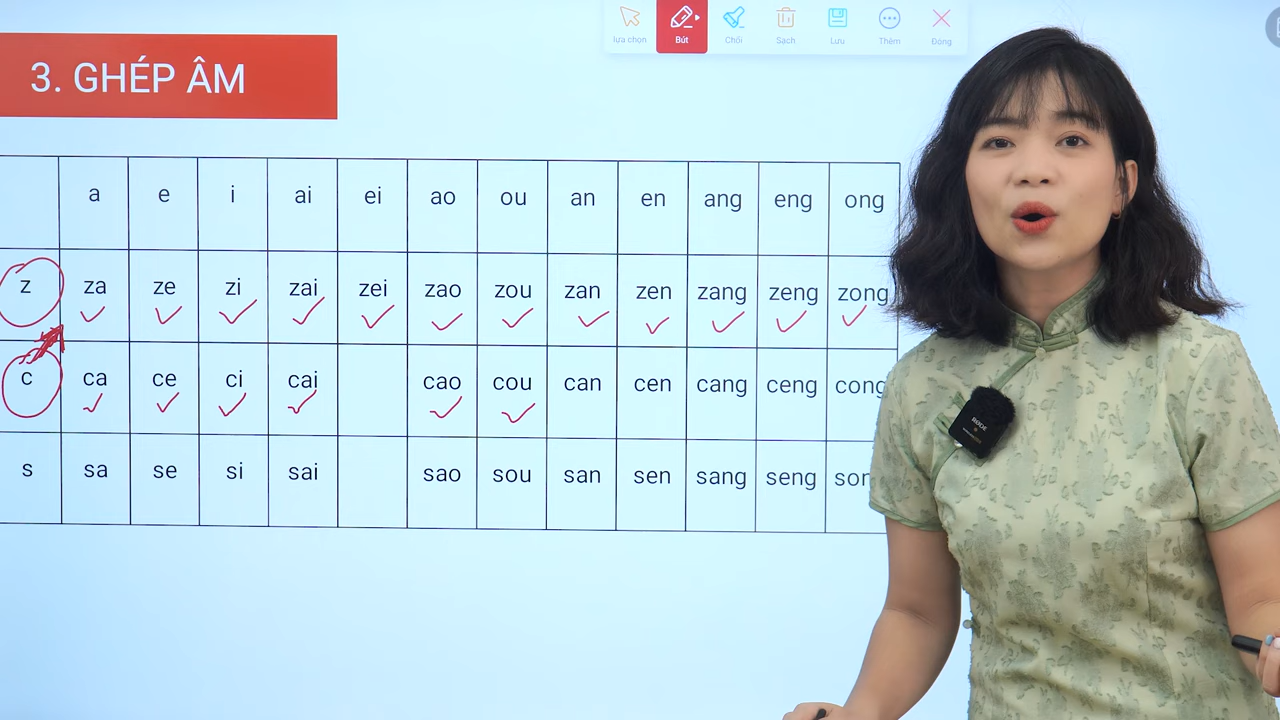 lựa chọn Bút Chổi Sạch Lưu Thêm Đóng
3. GHÉP ÂM
a e i ai ei ao ou an en ang eng ong
z za ze zi zai zei zao zou zan zen zang zeng zong
c ca ce ci cai cao cou can cen cang ceng cong
s sa se si sai sao sou san sen sang seng
RØDE